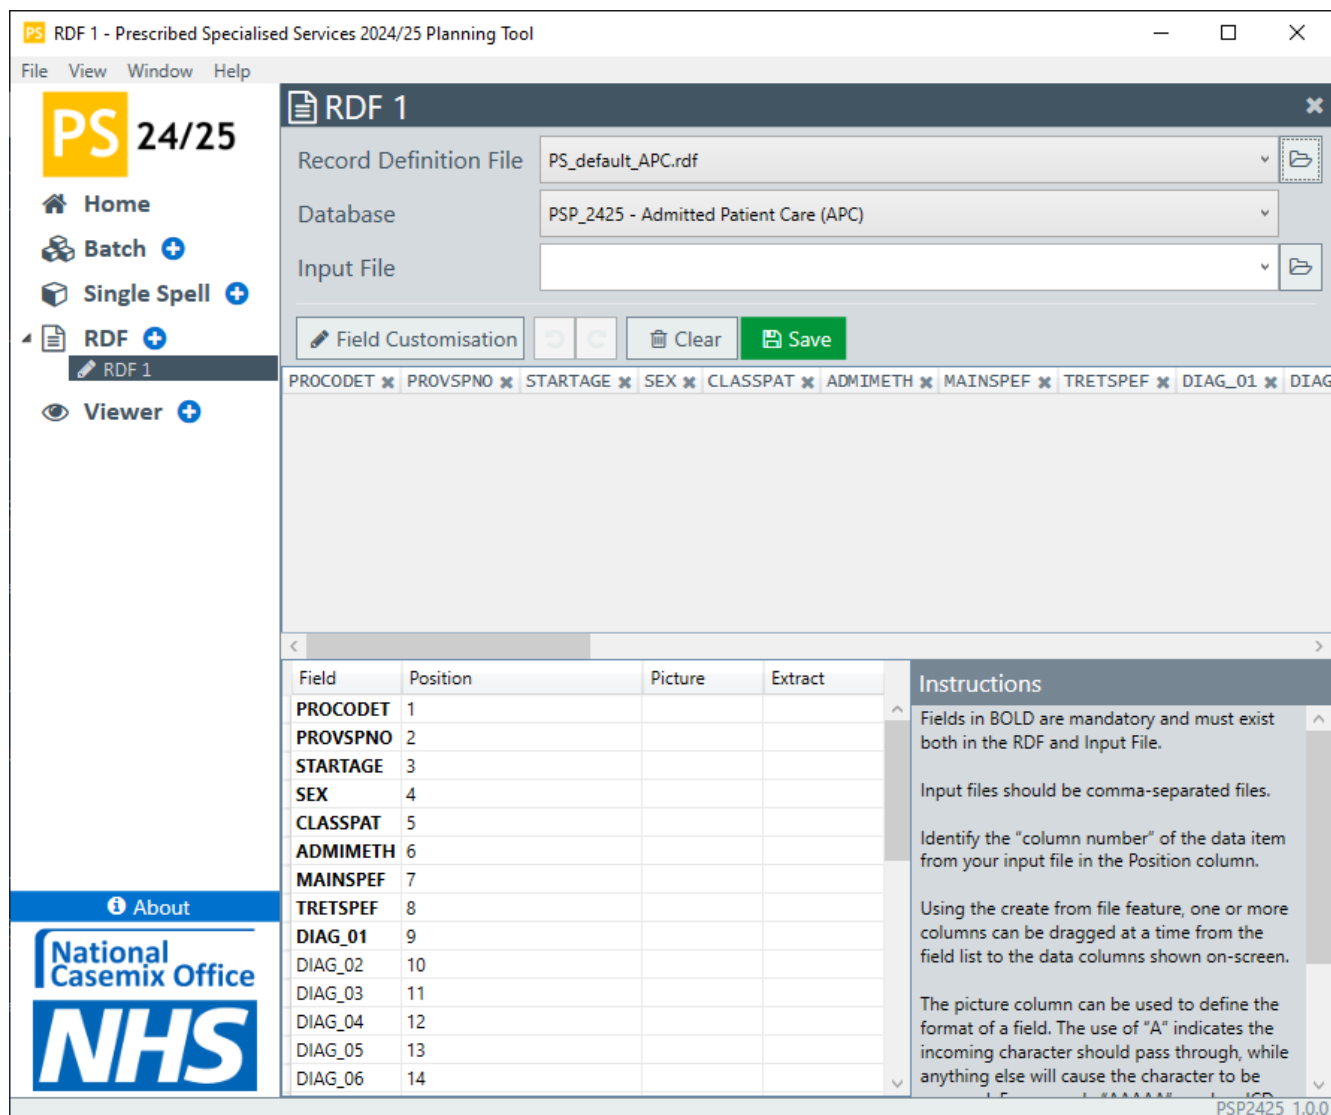 PS RDF 1 - Prescribed Specialised Services 2024/25 Planning Tool
File View Window Help
PS 24/25
Home
Batch
Single Spell
RDF
RDF 1
Viewer
About
National
Casemix Office
NHS
RDF 1
Record Definition File PS_default_APC.rdf
Database PSP_2425 - Admitted Patient Care (APC)
Input File
Field Customisation Clear Save
PROCODET PROVSPNO STARTAGE SEX CLASSPAT ADMIMETH MAINSPEF TRETSPEF DIAG_01 DIAG
Field Position Picture Extract
PROCODET 1
PROVSPNO 2
STARTAGE 3
SEX 4
CLASSPAT 5
ADMIMETH 6
MAINSPEF 7
TRETSPEF 8
DIAG_01 9
DIAG_02 10
DIAG_03 11
DIAG_04 12
DIAG_05 13
DIAG_06 14
Instructions
Fields in BOLD are mandatory and must exist
both in the RDF and Input File.
Input files should be comma-separated files.
Identify the “column number” of the data item
from your input file in the Position column.
Using the create from file feature, one or more
columns can be dragged at a time from the
field list to the data columns shown on-screen.
The picture column can be used to define the
format of a field. The use of “A” indicates the
incoming character should pass through, while
anything else will cause the character to be
PSP2425 1.0.0